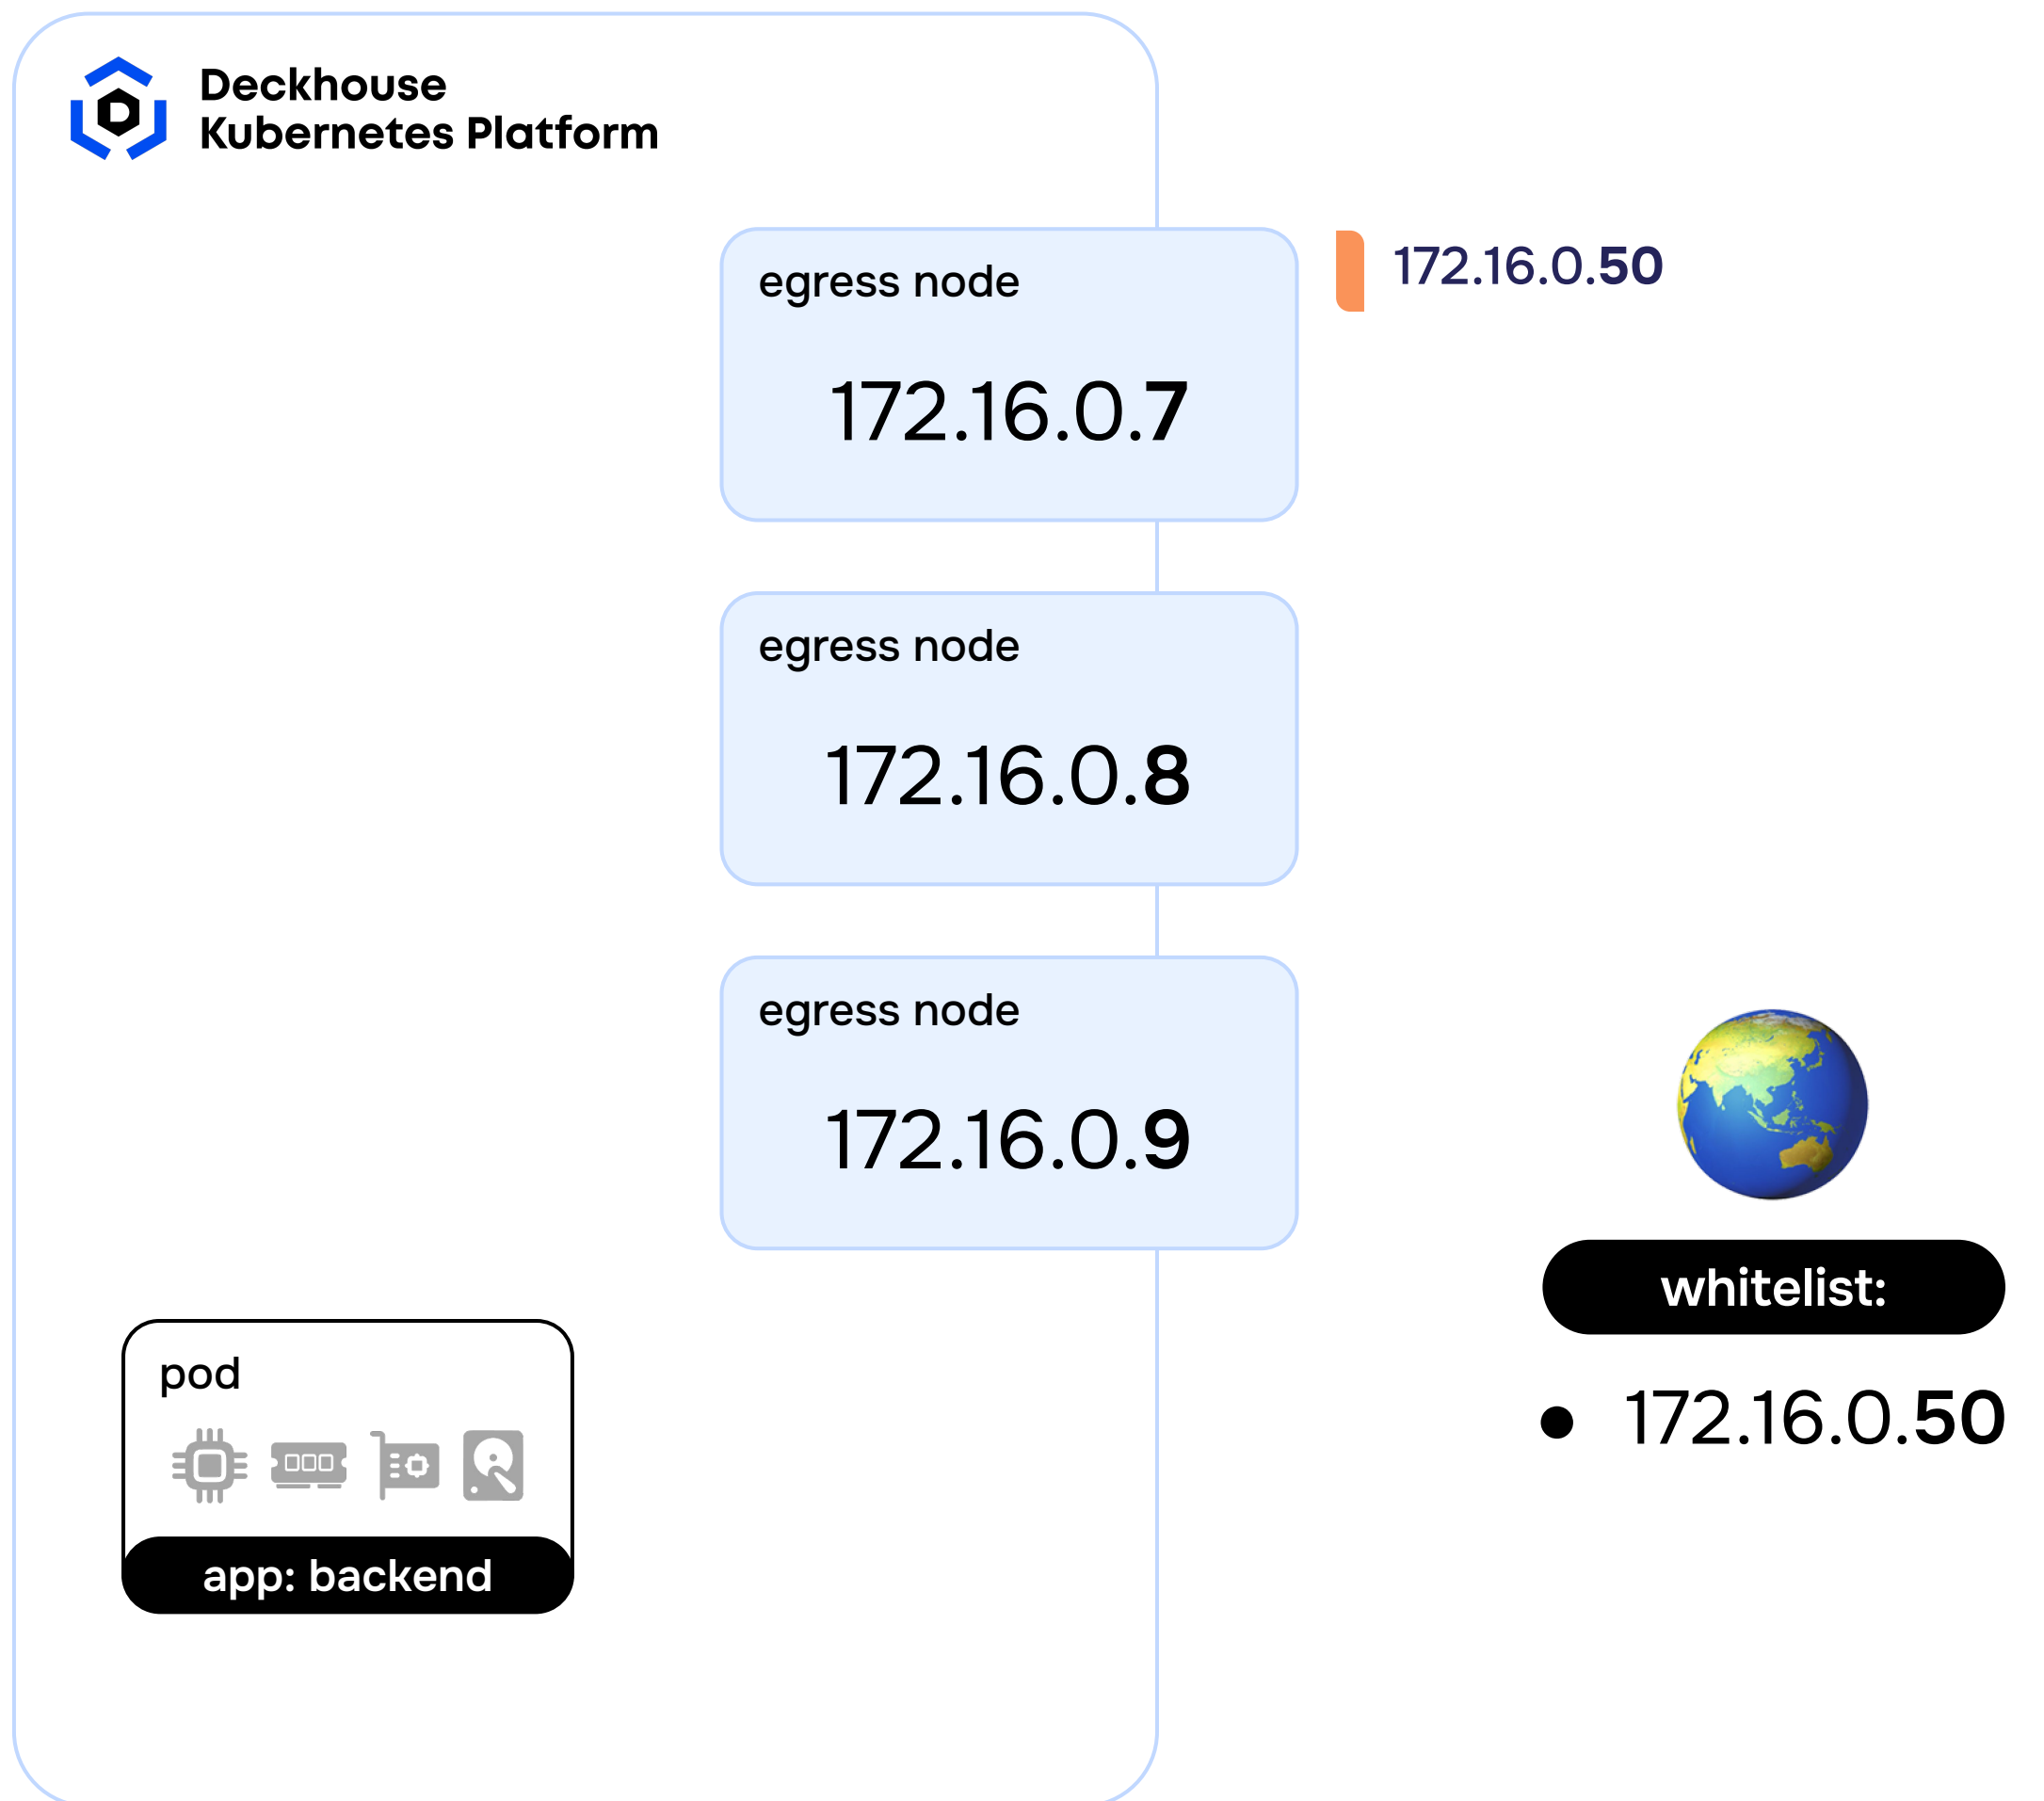 Deckhouse
Kubernetes Platform
egress node
172.16.0.7
172.16.0.50
egress node
172.16.0.8
egress node
172.16.0.9
whitelist:
• 172.16.0.50
pod
app: backend